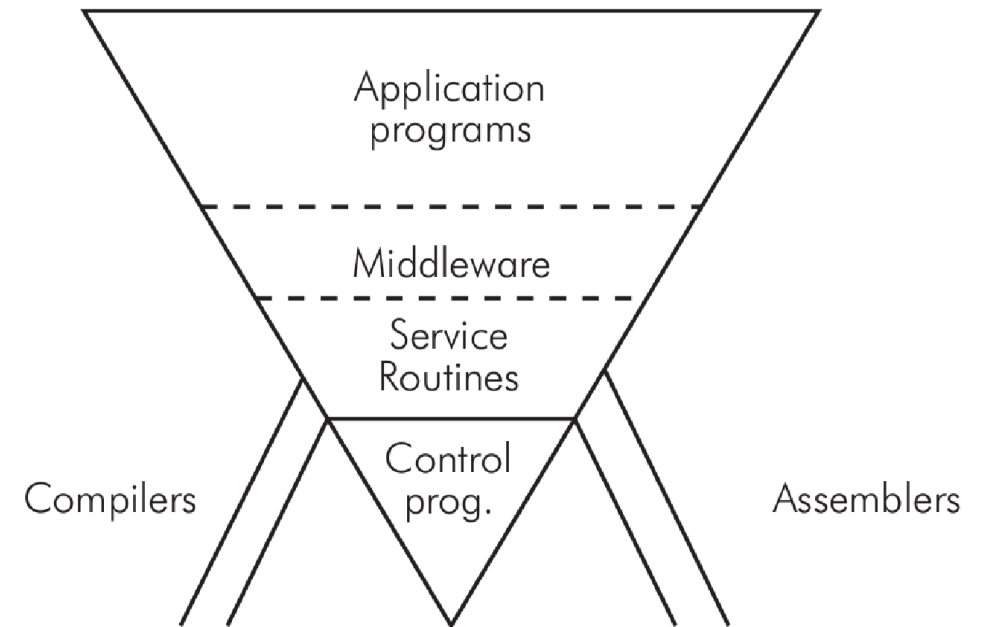 Application
programs
Middleware
Service
Routines
Control
prog.
Compilers
Assemblers